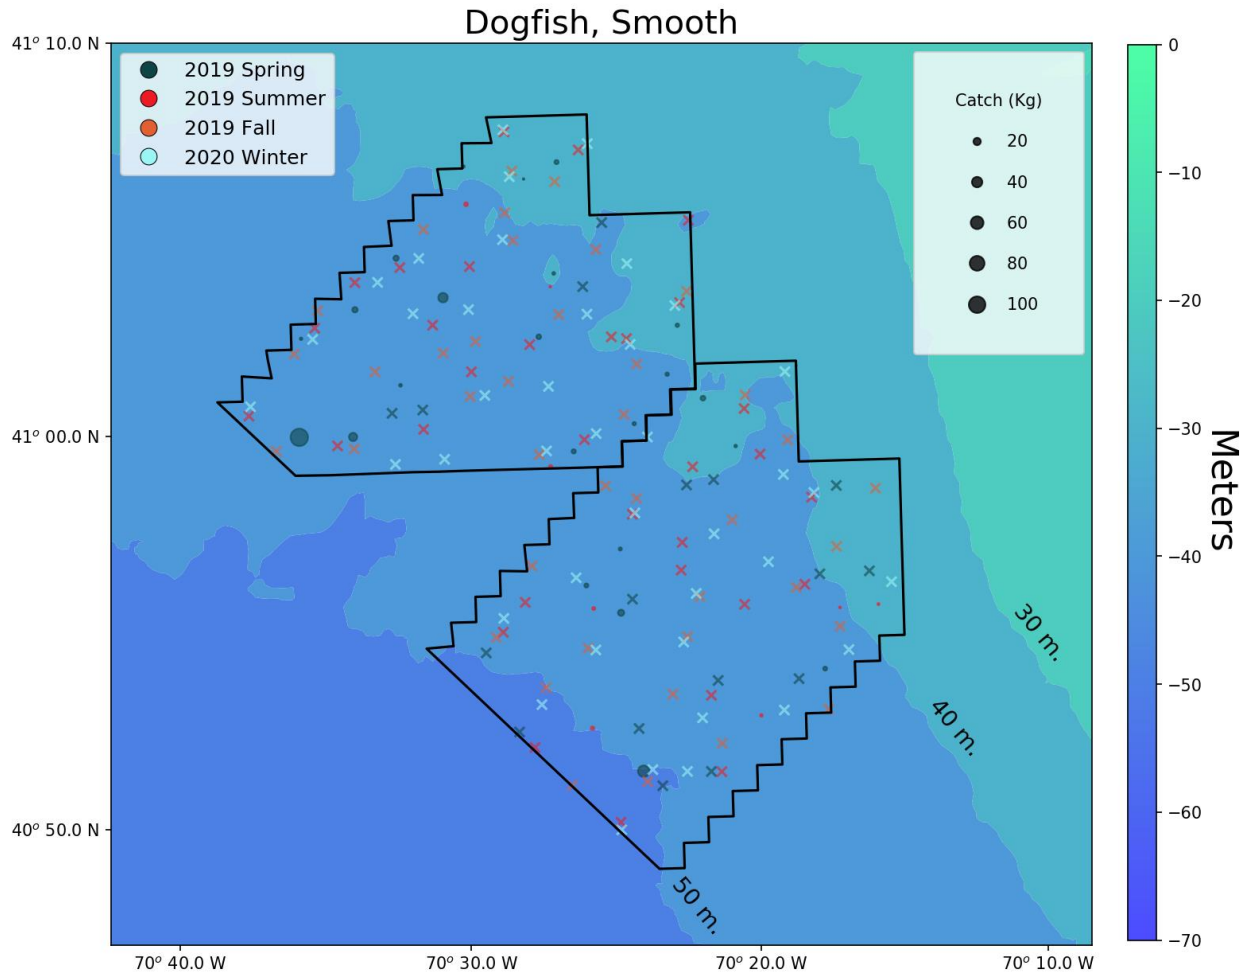 Dogfish, Smooth
41° 10.0 N
41° 00.0 N
40° 50.0 N
2019 Spring
2019 Summer
2019 Fall
2020 Winter
Catch (Kg)
20
40
60
80
100
30 m.
40 m.
50 m.
70° 40.0 W
70° 30.0 W
70° 20.0 W
70° 10.0 W
0
−10
−20
−30
−40
−50
−60
−70
Meters